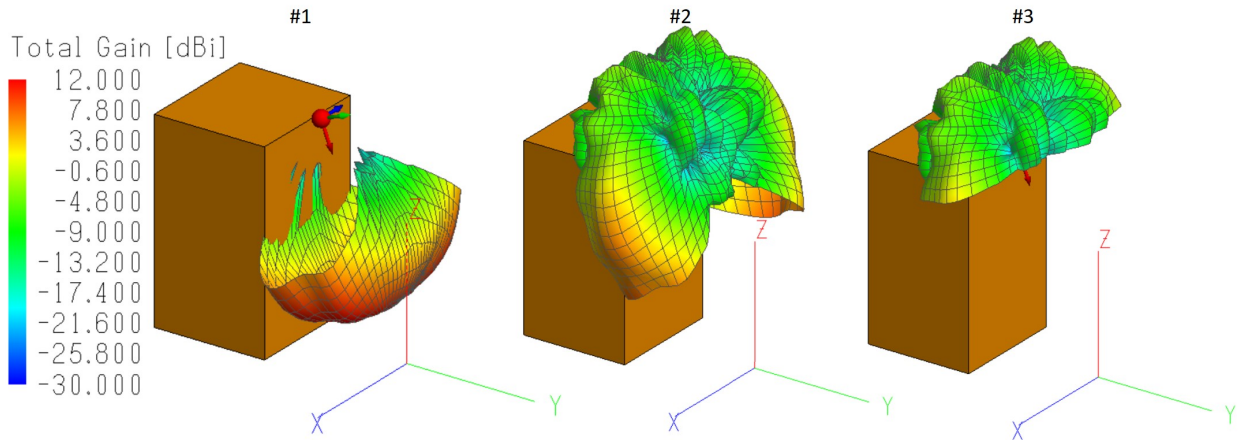 #1
#2
#3
Total Gain [dBi]
12.000
7.800
3.600
-0.600
-4.800
-9.000
-13.200
-17.400
-21.600
-25.800
-30.000
Z
X
Y
Z
X
Y
Z
X
Y